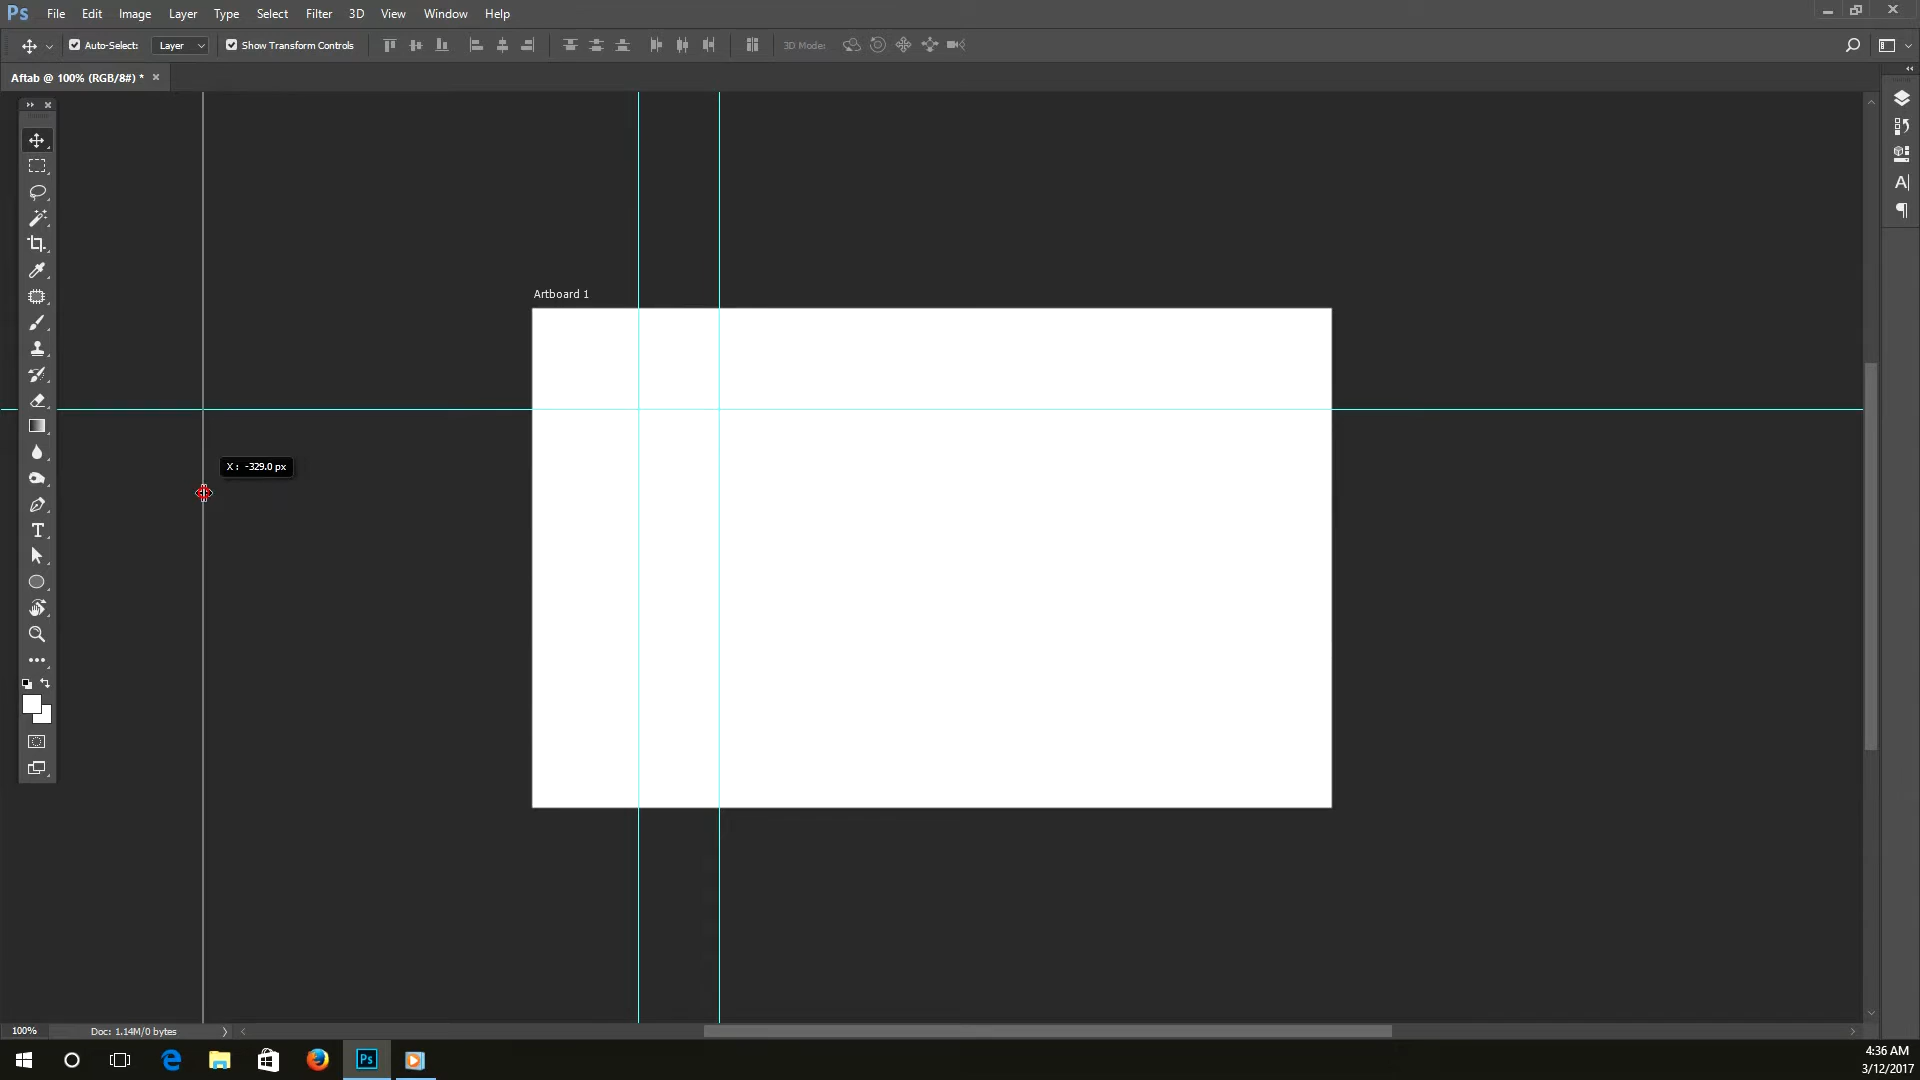 Ps File Edit Image Layer Type Select Filter 3D View Window Help
Auto-Select: Layer Show Transform Controls 3D Mode:
Aftab @ 100% (RGB/8#) *
Artboard 1
X : -329.0 px
T
A
100% Doc: 1.14M/0 bytes
Ps
4:36 AM
3/12/2017